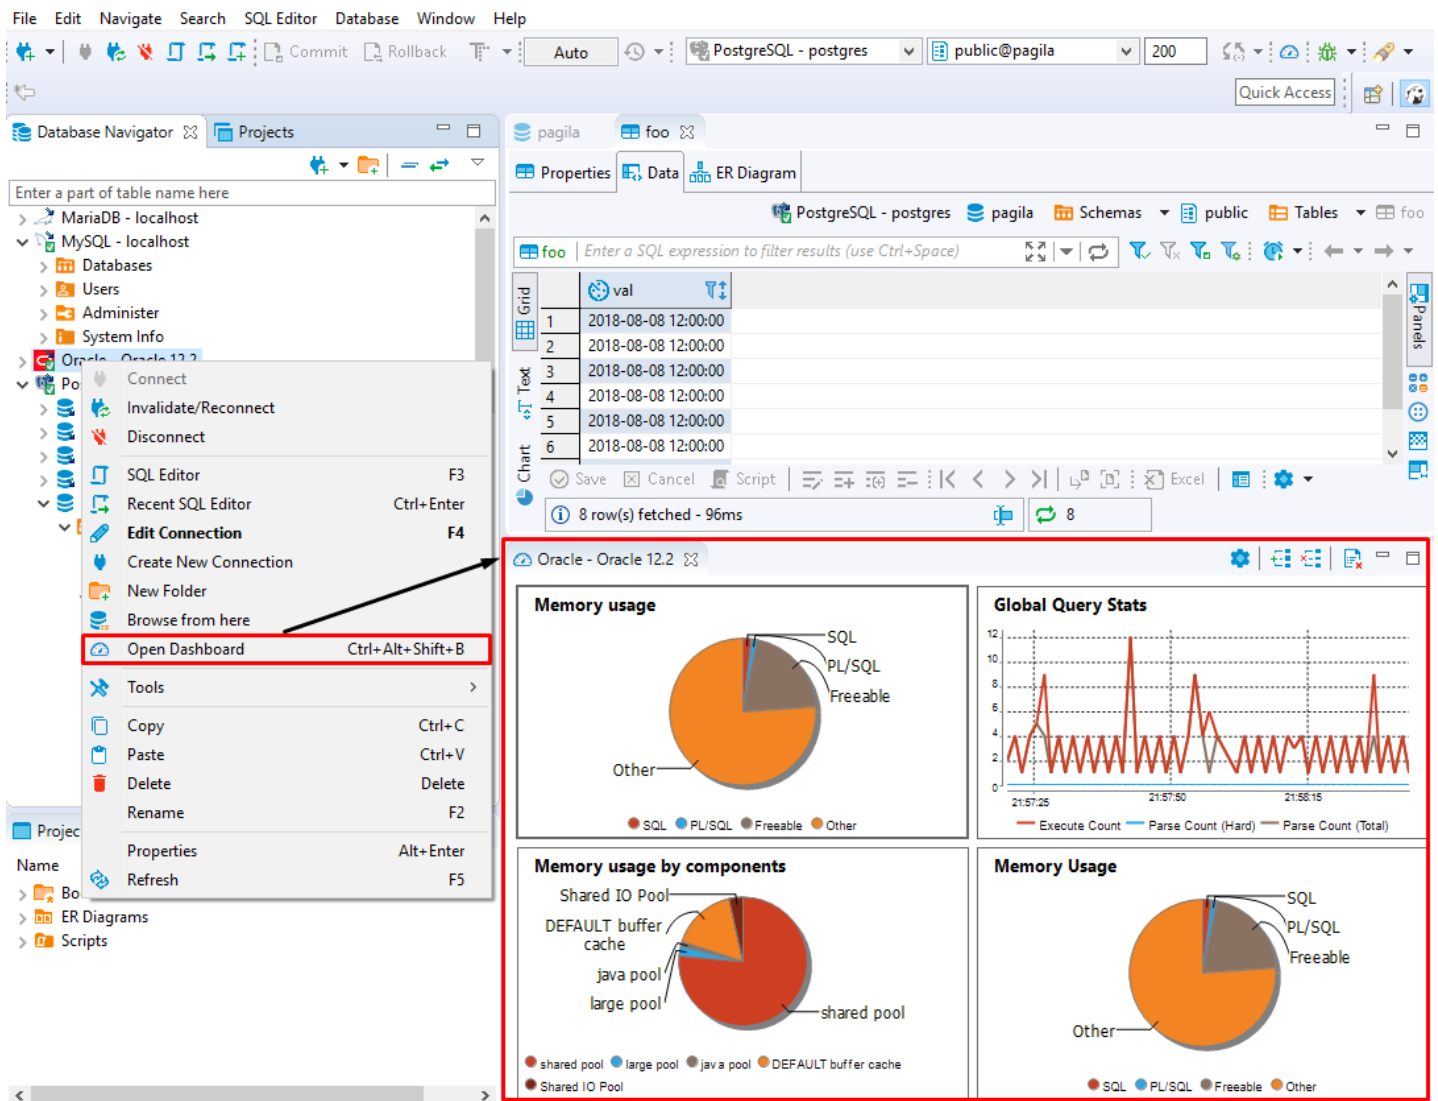 File Edit Navigate Search SQL Editor Database Window Help
Commit Rollback Auto PostgreSQL - postgres public@pagila 200
Quick Access
Database Navigator Projects
Enter a part of table name here
MariaDB - localhost
MySQL - localhost
Databases
Users
Administer
System Info
Oracle - Oracle 12.2
Po
Connect
Invalidate/Reconnect
Disconnect
SQL Editor F3
Recent SQL Editor Ctrl+Enter
Edit Connection F4
Create New Connection
New Folder
Browse from here
Open Dashboard Ctrl+Alt+Shift+B
Tools
Copy Ctrl+C
Paste Ctrl+V
Delete Delete
Rename F2
Properties Alt+Enter
Refresh F5
Projec
Name
Bo
ER Diagrams
Scripts
pagila foo
Properties Data ER Diagram
PostgreSQL - postgres pagila Schemas public Tables foo
foo Enter a SQL expression to filter results (use Ctrl+Space)
Grid
Text
Chart
Panels
val
1 2018-08-08 12:00:00
2 2018-08-08 12:00:00
3 2018-08-08 12:00:00
4 2018-08-08 12:00:00
5 2018-08-08 12:00:00
6 2018-08-08 12:00:00
Save Cancel Script Excel
8 row(s) fetched - 96ms 8
Oracle - Oracle 12.2
Memory usage
SQL
PL/SQL
Freeable
Other
SQL PL/SQL Freeable Other
Global Query Stats
12
10
8
6
4
2
0
21:57:25 21:57:50 21:58:15
Execute Count Parse Count (Hard) Parse Count (Total)
Memory usage by components
Shared IO Pool
DEFAULT buffer
cache
java pool
large pool
shared pool
shared pool large pool java pool DEFAULT buffer cache
Shared IO Pool
Memory Usage
SQL
PL/SQL
Freeable
Other
SQL PL/SQL Freeable Other